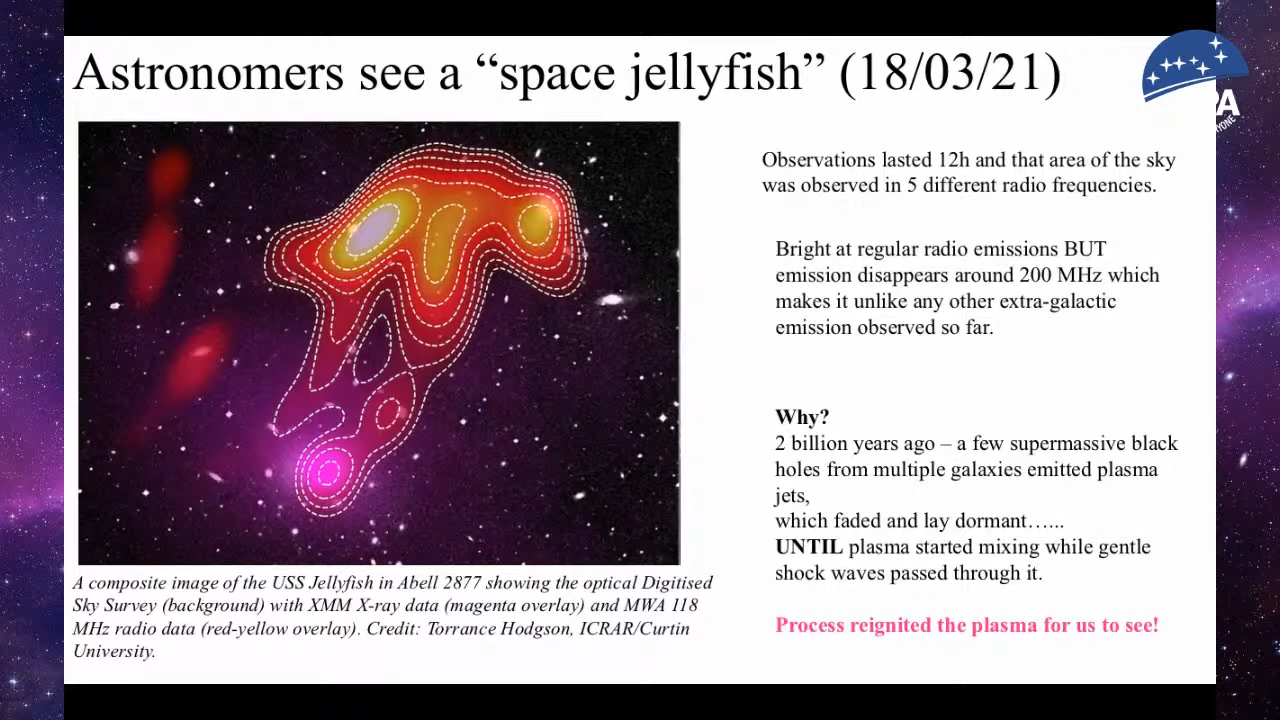 Astronomers see a “space jellyfish” (18/03/21)
Observations lasted 12h and that area of the sky
was observed in 5 different radio frequencies.
Bright at regular radio emissions BUT
emission disappears around 200 MHz which
makes it unlike any other extra-galactic
emission observed so far.
Why?
2 billion years ago – a few supermassive black
holes from multiple galaxies emitted plasma
jets,
which faded and lay dormant…...
UNTIL plasma started mixing while gentle
shock waves passed through it.
Process reignited the plasma for us to see!
A composite image of the USS Jellyfish in Abell 2877 showing the optical Digitised
Sky Survey (background) with XMM X-ray data (magenta overlay) and MWA 118
MHz radio data (red-yellow overlay). Credit: Torrance Hodgson, ICRAR/Curtin
University.